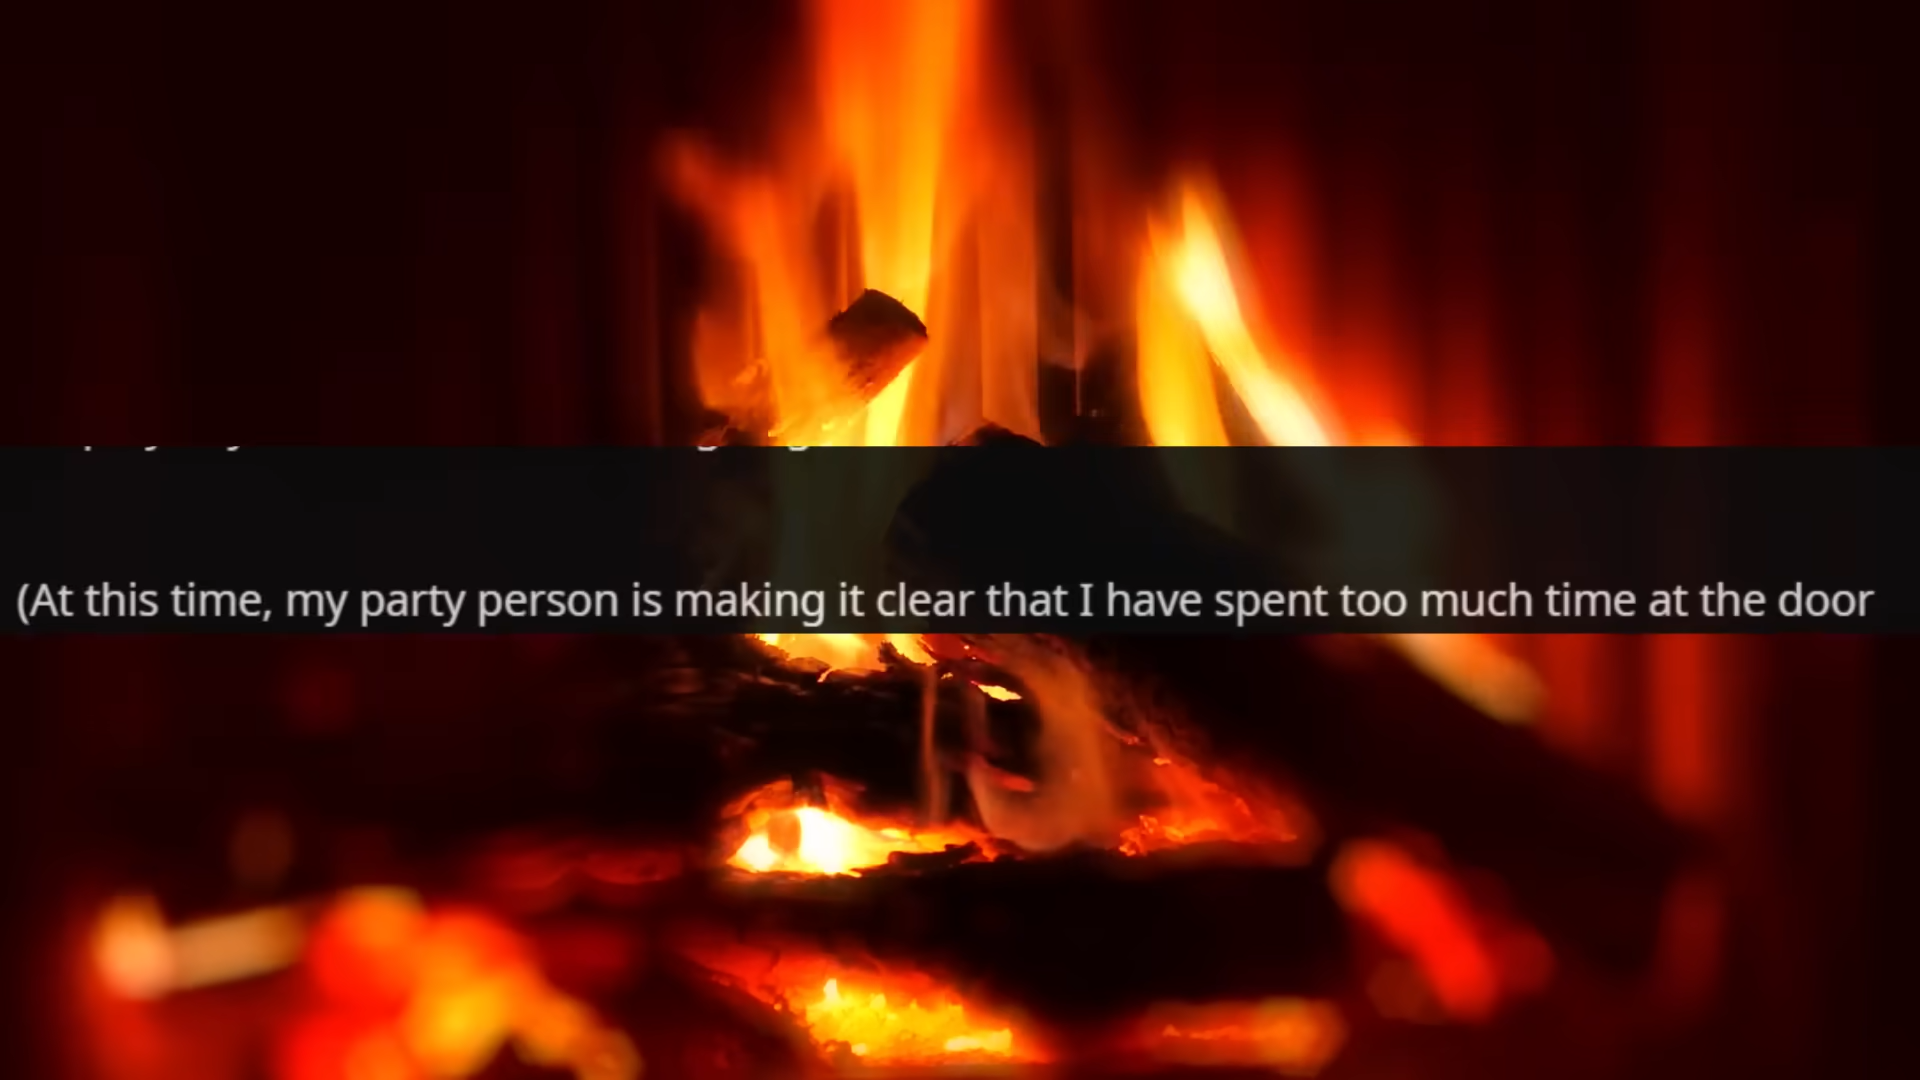 (At this time, my party person is making it clear that I have spent too much time at the door